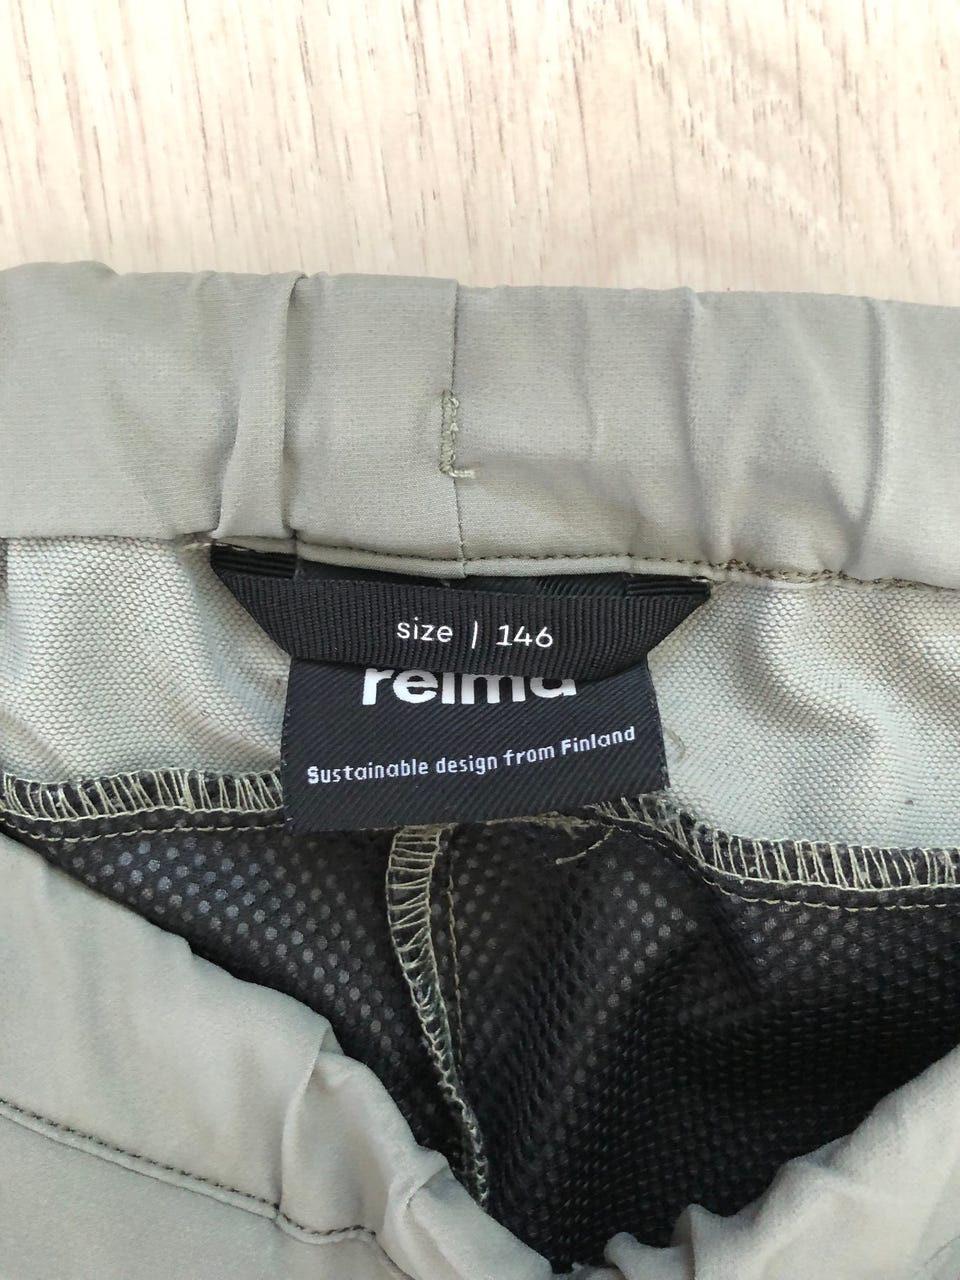 size | 146
reima
Sustainable design from Finland